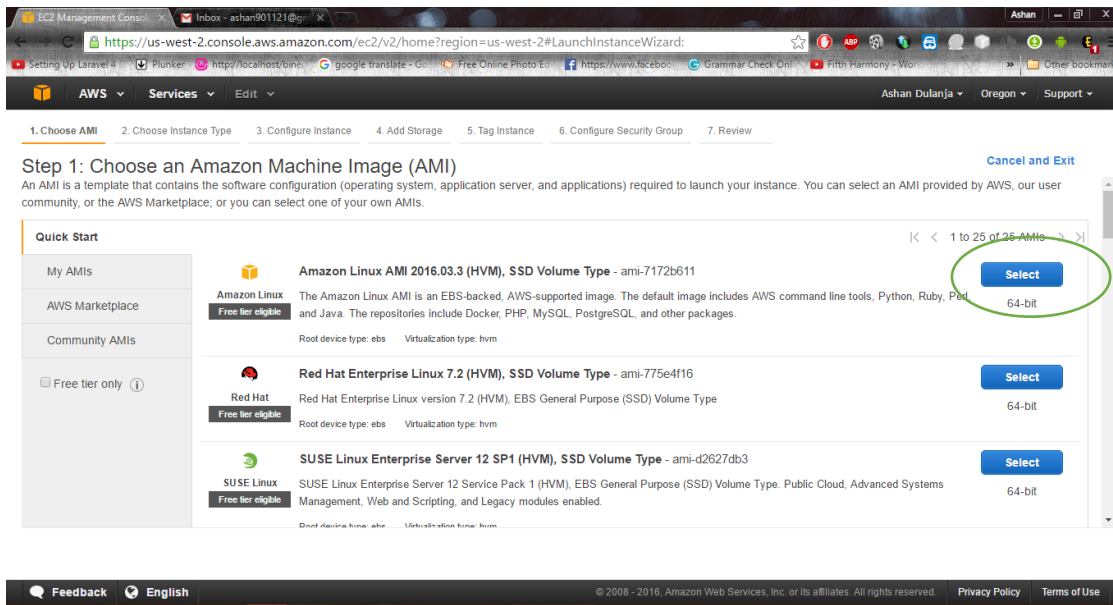 EC2 Management Consol
Inbox - ashan901121@gm
Ashan
https://us-west-2.console.aws.amazon.com/ec2/v2/home?region=us-west-2#LaunchInstanceWizard:
Setting Up Laravel 4
Plunker
http://localhost/bine
google translate - Go
Free Online Photo Ed
https://www.faceboo
Grammar Check Onli
Fifth Harmony - Wor
»
Other bookmar
AWS
Services
Edit
Ashan Dulanja
Oregon
Support
1. Choose AMI
2. Choose Instance Type
3. Configure Instance
4. Add Storage
5. Tag Instance
6. Configure Security Group
7. Review
Step 1: Choose an Amazon Machine Image (AMI)
Cancel and Exit
An AMI is a template that contains the software configuration (operating system, application server, and applications) required to launch your instance. You can select an AMI provided by AWS, our user
community, or the AWS Marketplace; or you can select one of your own AMIs.
Quick Start
1 to 25 of 25 AMIs
My AMIs
AWS Marketplace
Community AMIs
Free tier only
Amazon Linux
Free tier eligible
Amazon Linux AMI 2016.03.3 (HVM), SSD Volume Type - ami-7172b611
The Amazon Linux AMI is an EBS-backed, AWS-supported image. The default image includes AWS command line tools, Python, Ruby, Perl,
and Java. The repositories include Docker, PHP, MySQL, PostgreSQL, and other packages.
Root device type: ebs Virtualization type: hvm
Select
64-bit
Red Hat
Free tier eligible
Red Hat Enterprise Linux 7.2 (HVM), SSD Volume Type - ami-775e4f16
Red Hat Enterprise Linux version 7.2 (HVM), EBS General Purpose (SSD) Volume Type
Root device type: ebs Virtualization type: hvm
Select
64-bit
SUSE Linux
Free tier eligible
SUSE Linux Enterprise Server 12 SP1 (HVM), SSD Volume Type - ami-d2627db3
SUSE Linux Enterprise Server 12 Service Pack 1 (HVM), EBS General Purpose (SSD) Volume Type. Public Cloud, Advanced Systems
Management, Web and Scripting, and Legacy modules enabled.
Root device type: ebs Virtualization type: hvm
Select
64-bit
Feedback
English
© 2008 - 2016, Amazon Web Services, Inc. or its affiliates. All rights reserved.
Privacy Policy
Terms of Use